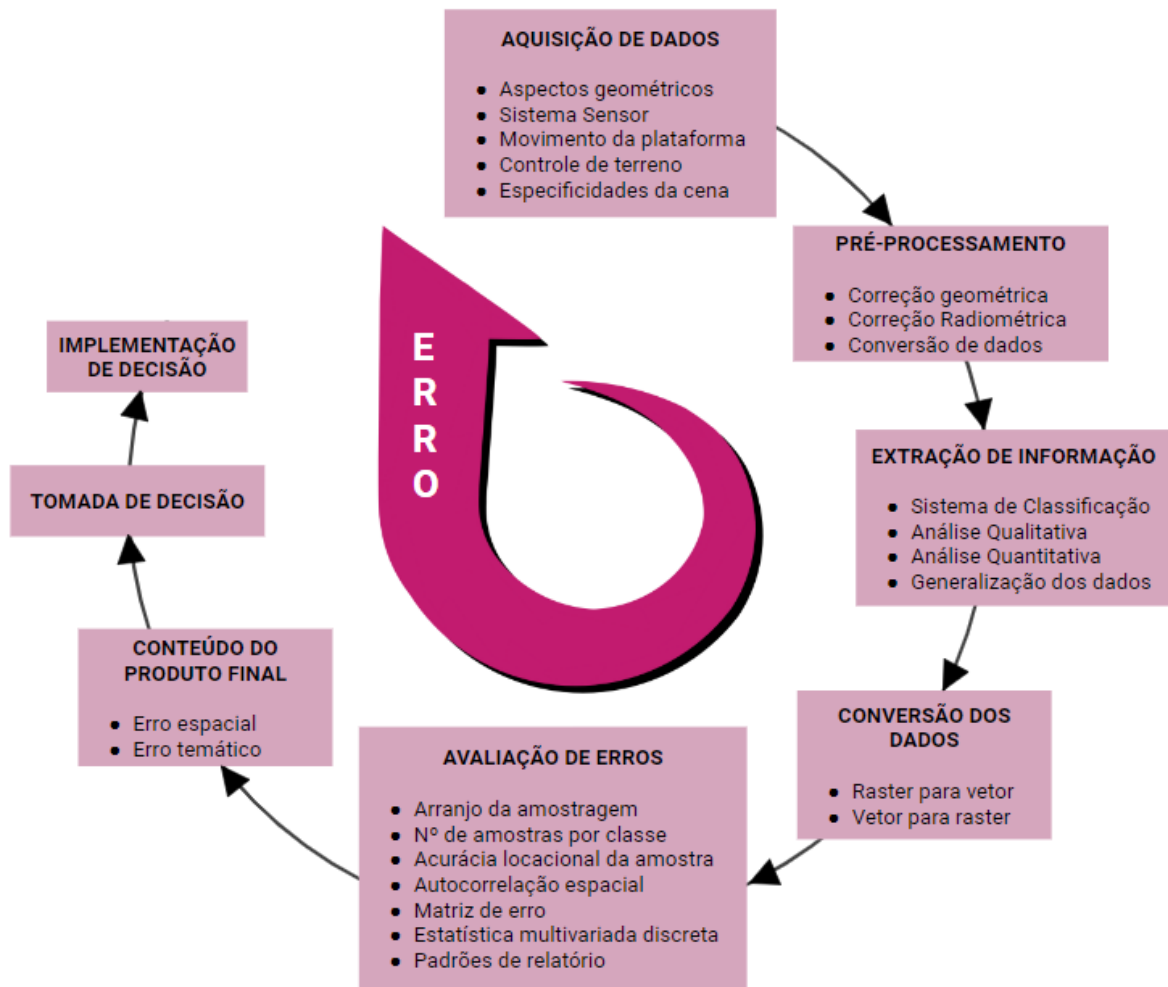 AQUISIÇÃO DE DADOS
● Aspectos geométricos
● Sistema Sensor
● Movimento da plataforma
● Controle de terreno
● Especificidades da cena
PRÉ-PROCESSAMENTO
● Correção geométrica
● Correção Radiométrica
● Conversão de dados
EXTRAÇÃO DE INFORMAÇÃO
● Sistema de Classificação
● Análise Qualitativa
● Análise Quantitativa
● Generalização dos dados
CONVERSÃO DOS
DADOS
● Raster para vetor
● Vetor para raster
AVALIAÇÃO DE ERROS
● Arranjo da amostragem
● Nº de amostras por classe
● Acurácia locacional da amostra
● Autocorrelação espacial
● Matriz de erro
● Estatística multivariada discreta
● Padrões de relatório
CONTEÚDO DO
PRODUTO FINAL
● Erro espacial
● Erro temático
TOMADA DE DECISÃO
IMPLEMENTAÇÃO
DE DECISÃO
E
R
R
O